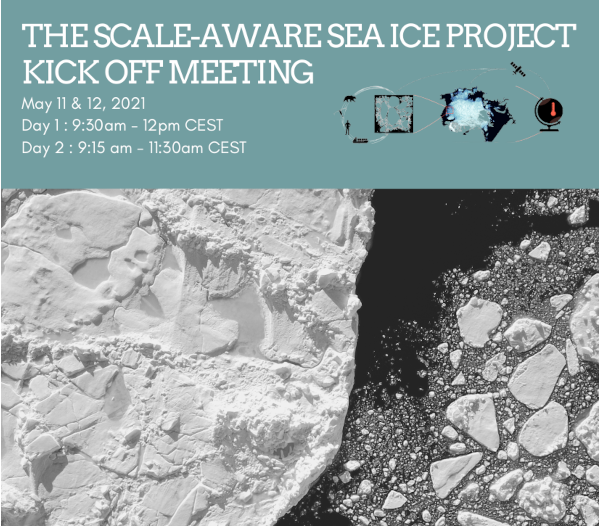 THE SCALE-AWARE SEA ICE PROJECT
KICK OFF MEETING
May 11 & 12, 2021
Day 1 : 9:30am - 12pm CEST
Day 2 : 9:15 am - 11:30am CEST